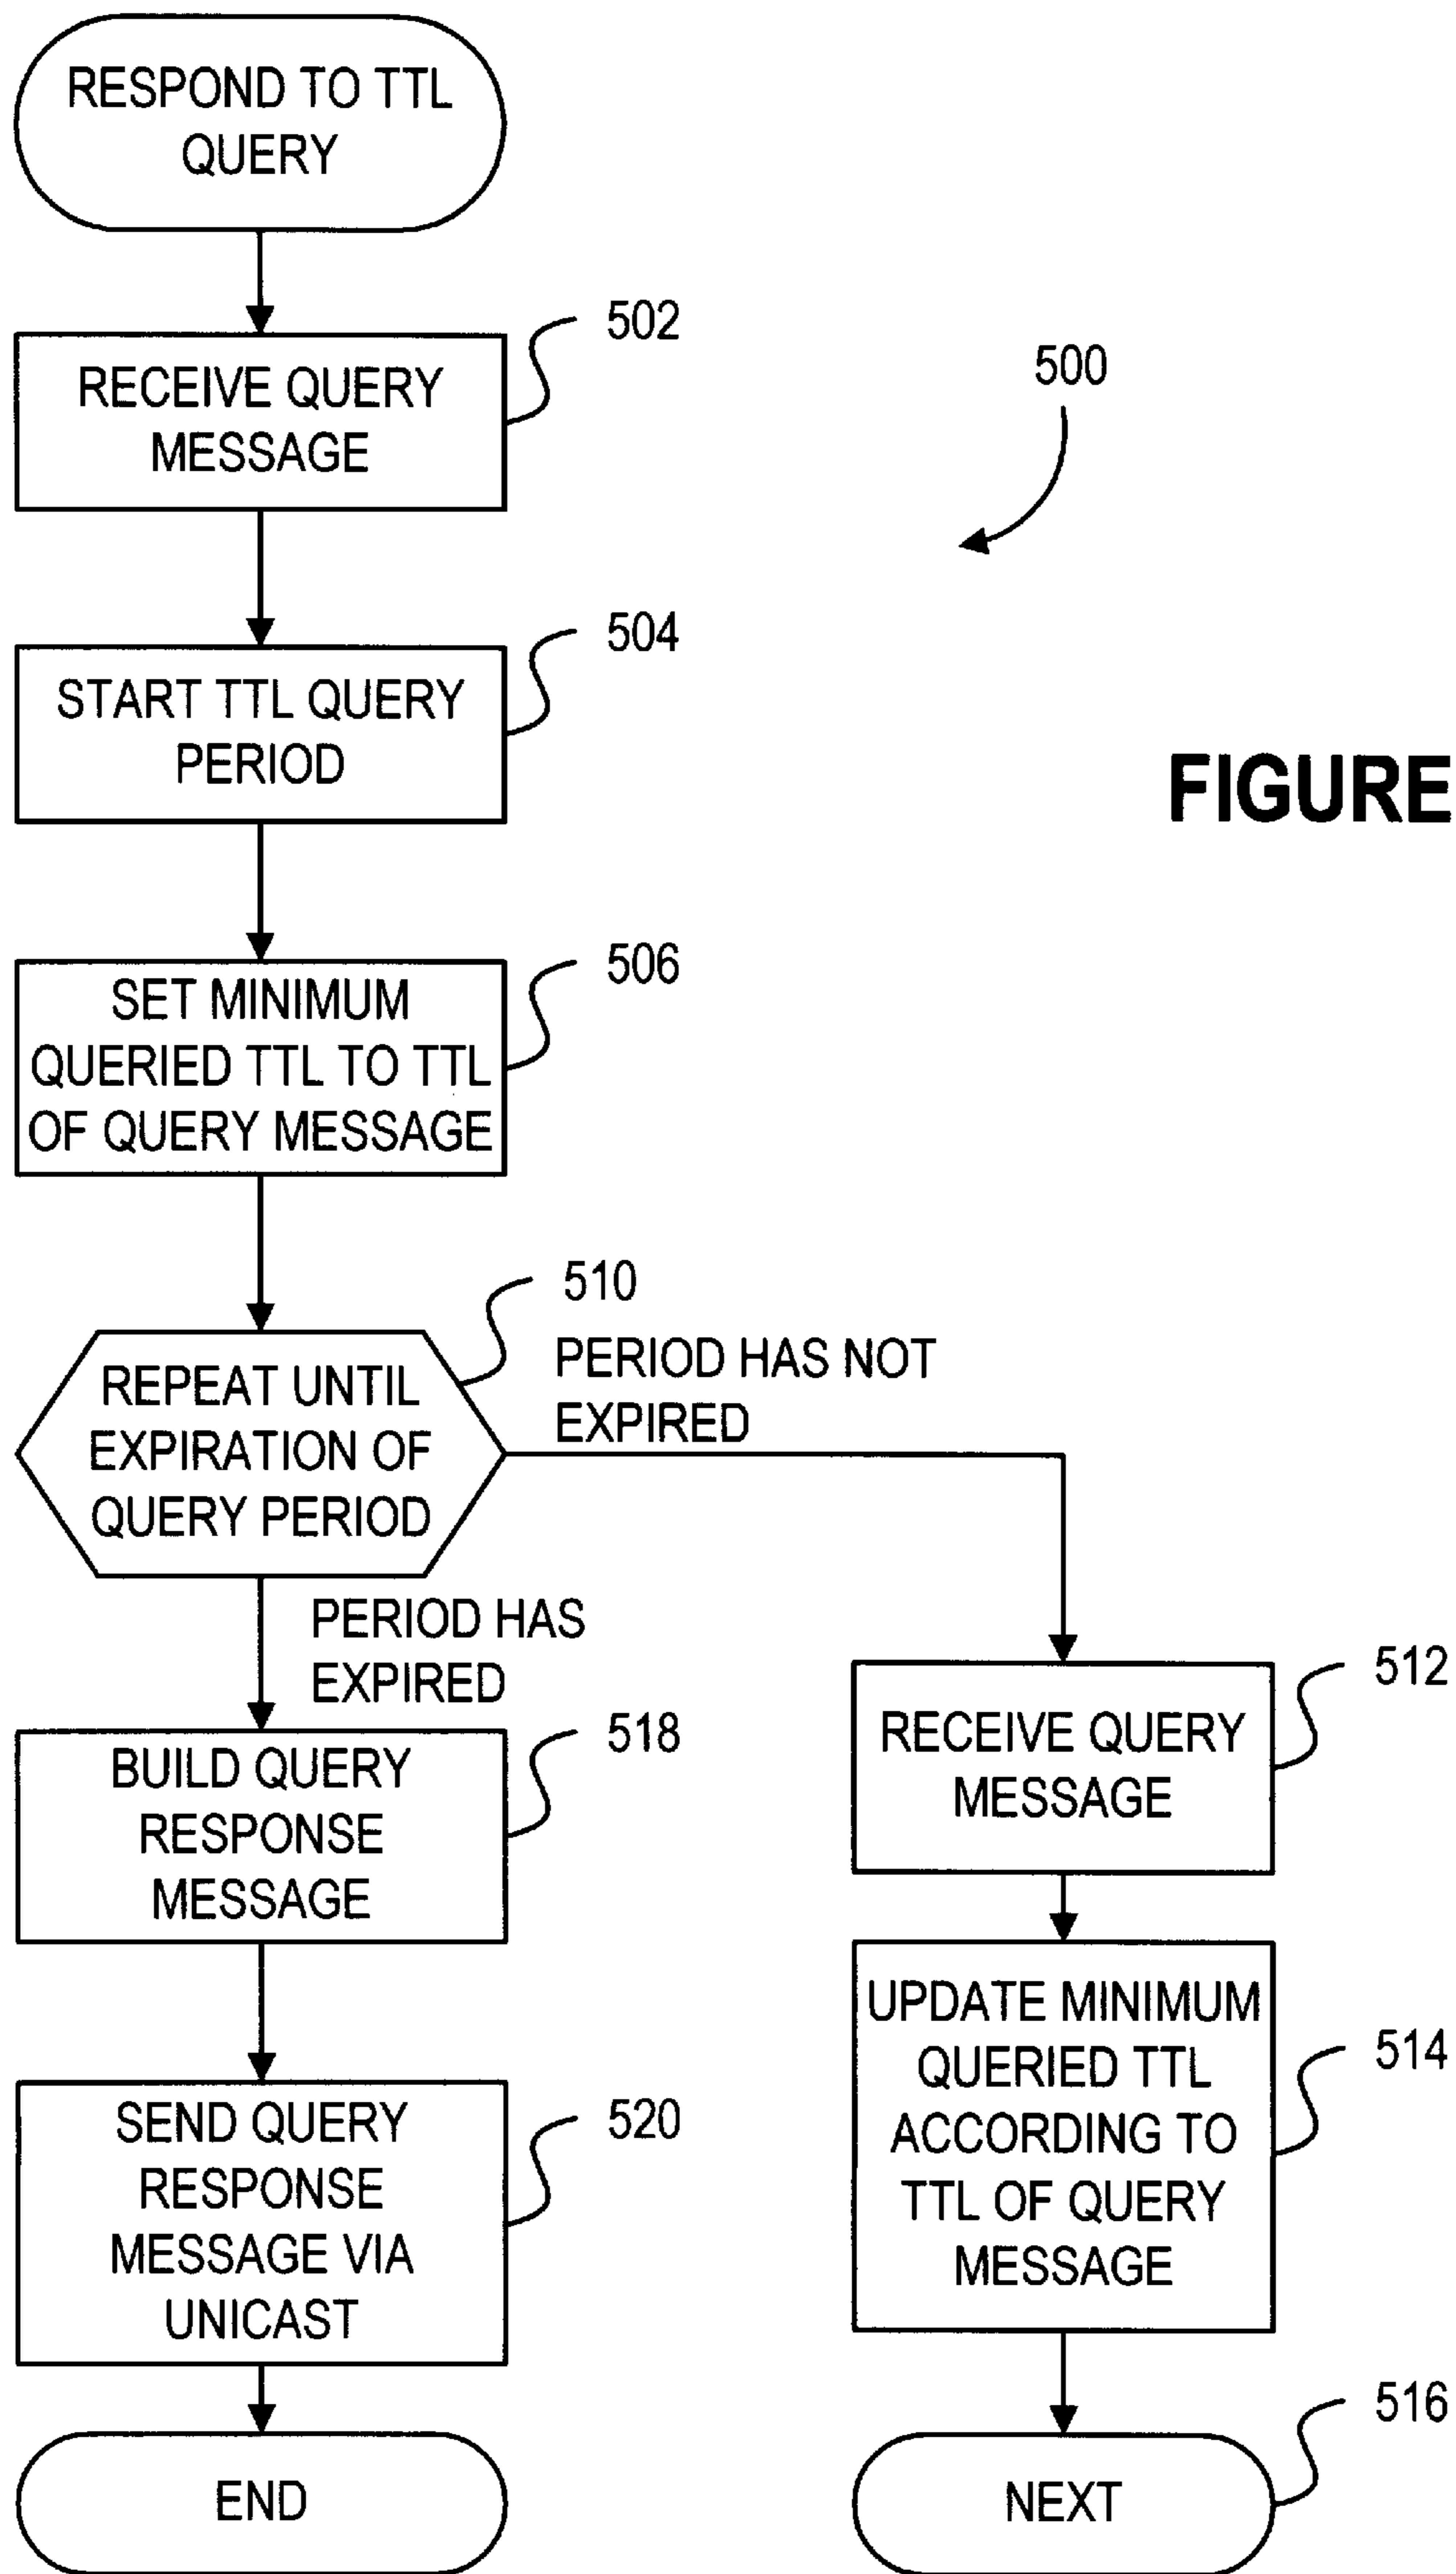 RESPOND TO TTL
QUERY
502
RECEIVE QUERY
MESSAGE
500
504
START TTL QUERY
PERIOD
FIGURE
506
SET MINIMUM
QUERIED TTL TO TTL
OF QUERY MESSAGE
510
REPEAT UNTIL
EXPIRATION OF
QUERY PERIOD
PERIOD HAS NOT
EXPIRED
PERIOD HAS
EXPIRED
512
RECEIVE QUERY
MESSAGE
518
BUILD QUERY
RESPONSE
MESSAGE
514
UPDATE MINIMUM
QUERIED TTL
ACCORDING TO
TTL OF QUERY
MESSAGE
520
SEND QUERY
RESPONSE
MESSAGE VIA
UNICAST
516
END
NEXT